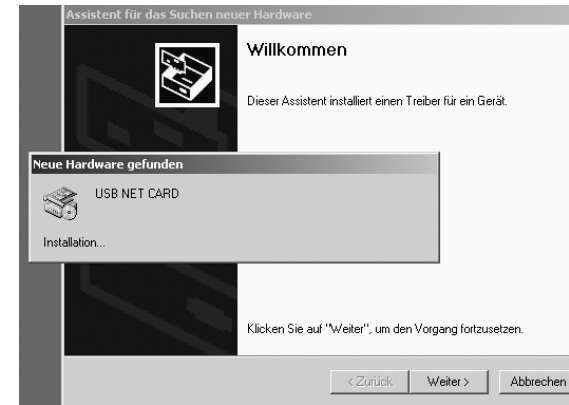 Assistent für das Suchen neuer Hardware
Willkommen
Dieser Assistent installiert einen Treiber für ein Gerät.
Neue Hardware gefunden
USB NET CARD
Installation...
Klicken Sie auf "Weiter", um den Vorgang fortzusetzen.
< Zurück
Weiter >
Abbrechen